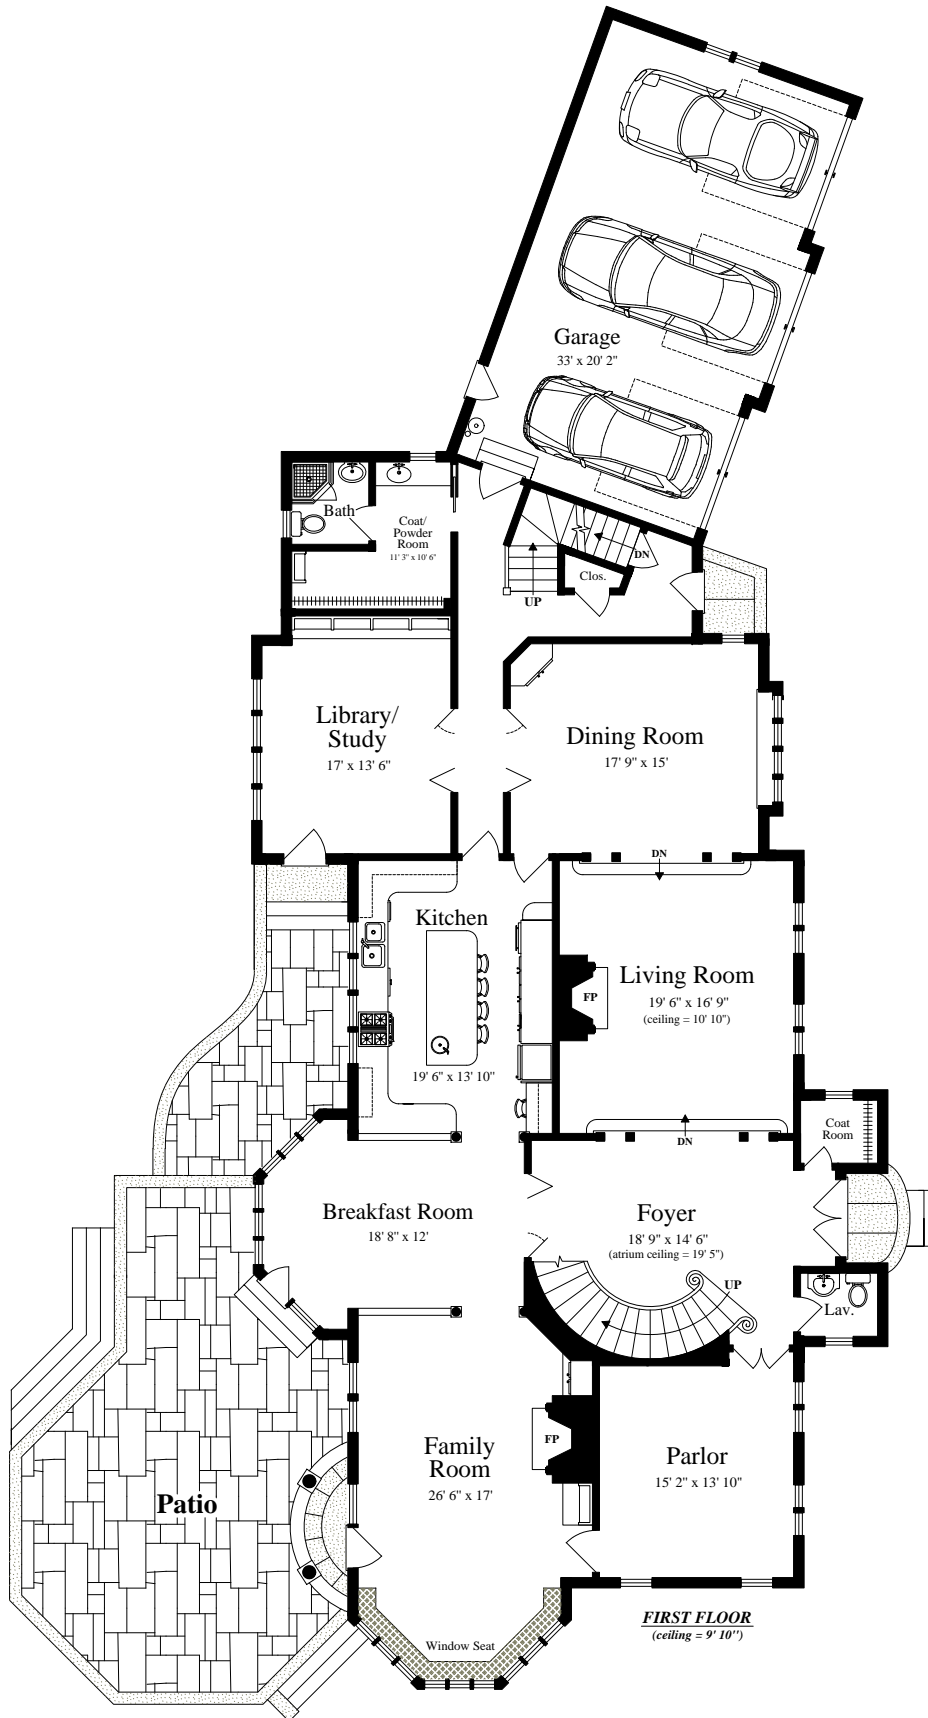 Garage
33' x 20' 2"
Bath
Coat/
Powder
Room
11' 3" x 10' 6"
DN
Clos.
UP
Library/
Study
17' x 13' 6"
Dining Room
17' 9" x 15'
DN
Kitchen
19' 6" x 13' 10"
Living Room
19' 6" x 16' 9"
(ceiling = 10' 10")
FP
DN
Coat
Room
Breakfast Room
18' 8" x 12'
Foyer
18' 9" x 14' 6"
(atrium ceiling = 19' 5")
UP
Lav.
Family
Room
26' 6" x 17'
FP
Parlor
15' 2" x 13' 10"
Patio
Window Seat
FIRST FLOOR
(ceiling = 9' 10")